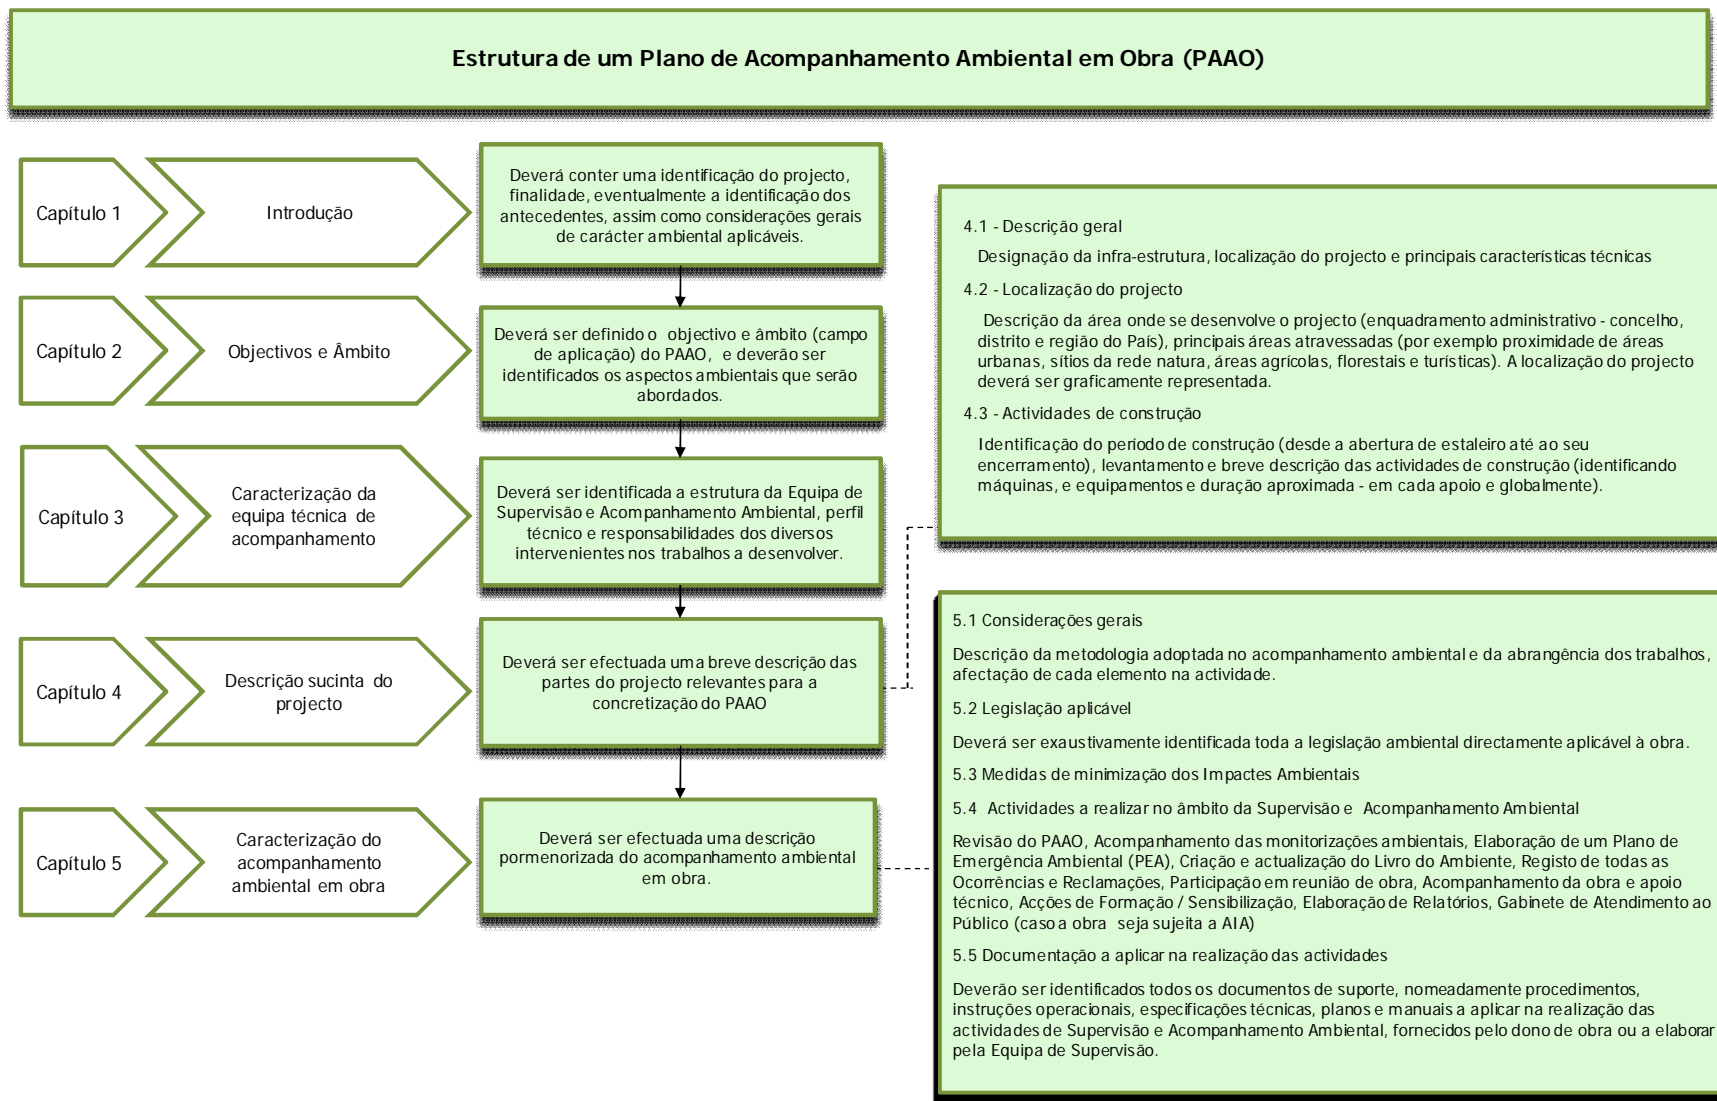 Estrutura de um Plano de Acompanhamento Ambiental em Obra (PAAO)
Capítulo 1
Introdução
Deverá conter uma identificação do projecto,
finalidade, eventualmente a identificação dos
antecedentes, assim como considerações gerais
de carácter ambiental aplicáveis.
Capítulo 2
Objectivos e Âmbito
Deverá ser definido o objectivo e âmbito (campo
de aplicação) do PAAO, e deverão ser
identificados os aspectos ambientais que serão
abordados.
Capítulo 3
Caracterização da
equipa técnica de
acompanhamento
Deverá ser identificada a estrutura da Equipa de
Supervisão e Acompanhamento Ambiental, perfil
técnico e responsabilidades dos diversos
intervenientes nos trabalhos a desenvolver.
Capítulo 4
Descrição sucinta do
projecto
Deverá ser efectuada uma breve descrição das
partes do projecto relevantes para a
concretização do PAAO
Capítulo 5
Caracterização do
acompanhamento
ambiental em obra
Deverá ser efectuada uma descrição
pormenorizada do acompanhamento ambiental
em obra.
4.1 - Descrição geral
Designação da infra-estrutura, localização do projecto e principais características técnicas
4.2 - Localização do projecto
Descrição da área onde se desenvolve o projecto (enquadramento administrativo - concelho,
distrito e região do País), principais áreas atravessadas (por exemplo proximidade de áreas
urbanas, sítios da rede natura, áreas agrícolas, florestais e turísticas). A localização do projecto
deverá ser graficamente representada.
4.3 - Actividades de construção
Identificação do período de construção (desde a abertura de estaleiro até ao seu
encerramento), levantamento e breve descrição das actividades de construção (identificando
máquinas, e equipamentos e duração aproximada - em cada apoio e globalmente).
5.1 Considerações gerais
Descrição da metodologia adoptada no acompanhamento ambiental e da abrangência dos trabalhos,
afectação de cada elemento na actividade.
5.2 Legislação aplicável
Deverá ser exaustivamente identificada toda a legislação ambiental directamente aplicável à obra.
5.3 Medidas de minimização dos Impactes Ambientais
5.4 Actividades a realizar no âmbito da Supervisão e Acompanhamento Ambiental
Revisão do PAAO, Acompanhamento das monitorizações ambientais, Elaboração de um Plano de
Emergência Ambiental (PEA), Criação e actualização do Livro do Ambiente, Registo de todas as
Ocorrências e Reclamações, Participação em reunião de obra, Acompanhamento da obra e apoio
técnico, Acções de Formação / Sensibilização, Elaboração de Relatórios, Gabinete de Atendimento ao
Público (caso a obra seja sujeita a AIA)
5.5 Documentação a aplicar na realização das actividades
Deverão ser identificados todos os documentos de suporte, nomeadamente procedimentos,
instruções operacionais, especificações técnicas, planos e manuais a aplicar na realização das
actividades de Supervisão e Acompanhamento Ambiental, fornecidos pelo dono de obra ou a elaborar
pela Equipa de Supervisão.